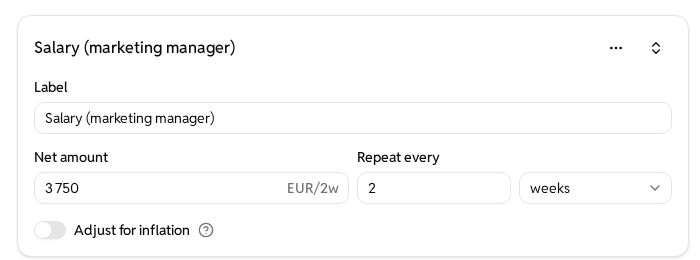 Salary (marketing manager)
Label
Salary (marketing manager)
Net amount
Repeat every
3 750 EUR/2w
2
weeks
Adjust for inflation